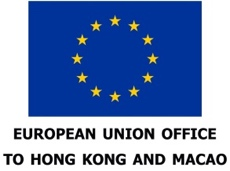 EUROPEAN UNION OFFICE
TO HONG KONG AND MACAO